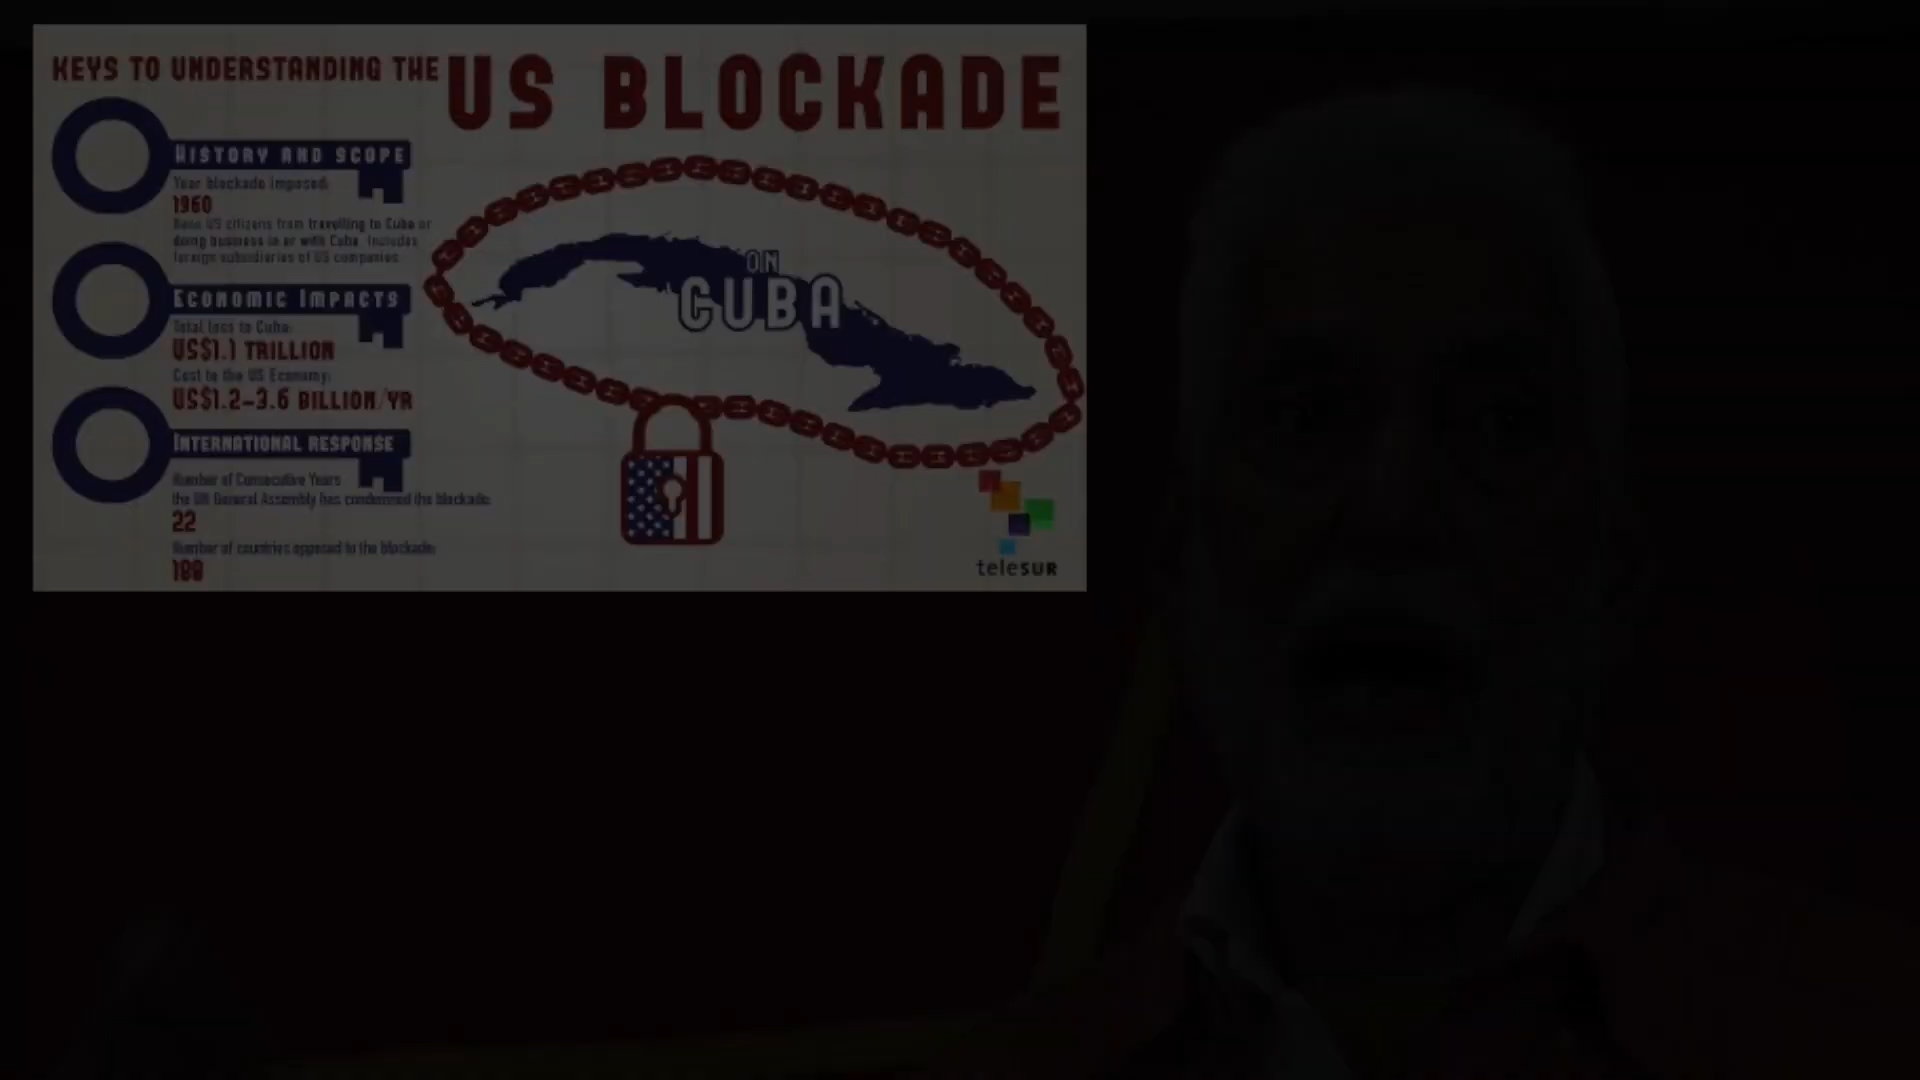 KEYS TO UNDERSTANDING THE
US BLOCKADE
HISTORY AND SCOPE
Year blockade imposed:
1960
Bans US citizens from travelling to Cuba or
doing business in or with Cuba. Includes
foreign subsidiaries of US companies.
ECONOMIC IMPACTS
Total loss to Cuba:
US$1.1 TRILLION
Cost to the US Economy:
US$1.2-3.6 BILLION/YR
INTERNATIONAL RESPONSE
Number of Consecutive Years
the UN General Assembly has condemned the blockade:
22
Number of countries opposed to the blockade:
188
ON
CUBA
teleSUR